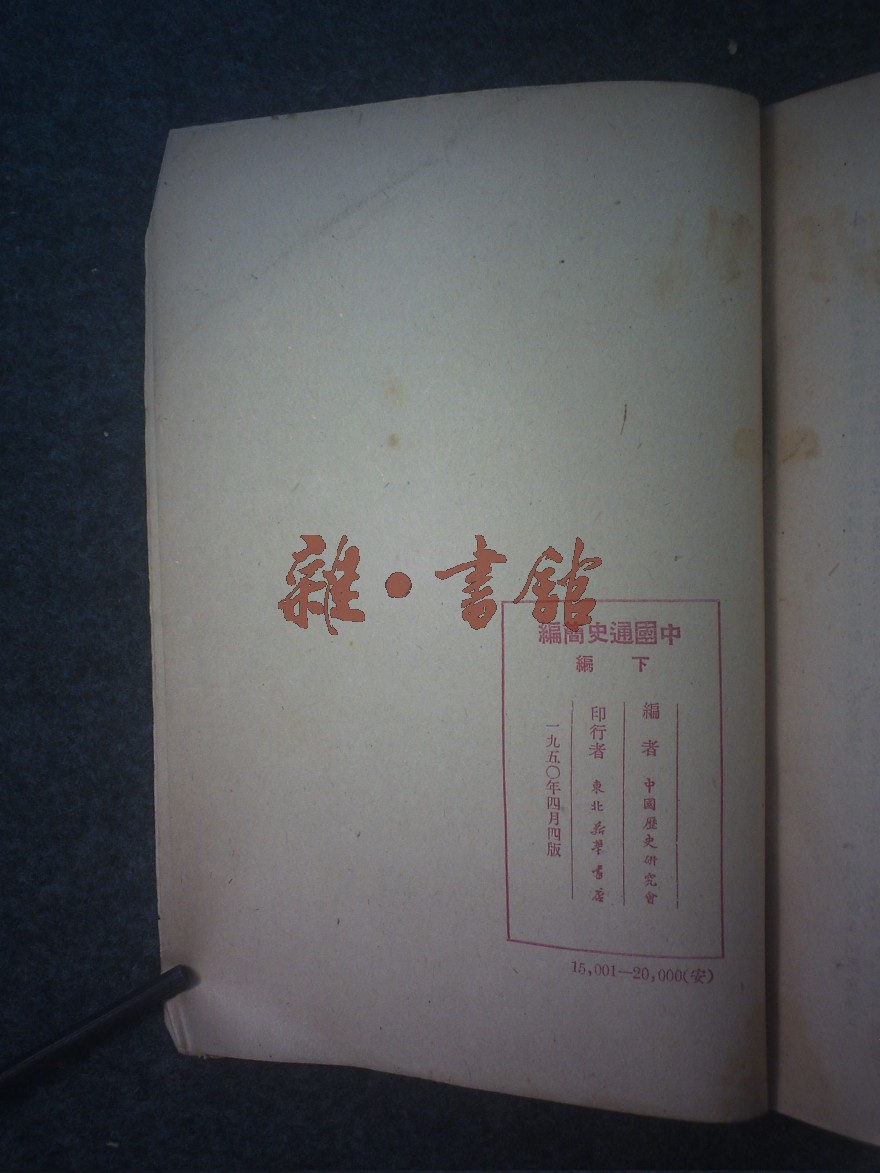 雜·書館
中國通史簡編
下編
編者 中國歷史研究會
印行者 東北新華書店
一九五〇年四月四版
15,001—20,000(安)